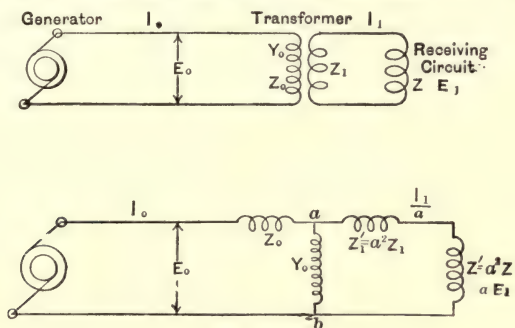 Generator I₀ Transformer I₁
E₀ Y₀ Z₀ Z₁ Receiving Circuit
Z E₁
I₀ a I₁/a
E₀ Z₀ Z₁'=a²Z₁
Y₀ Z'=a²Z
a E₁
b